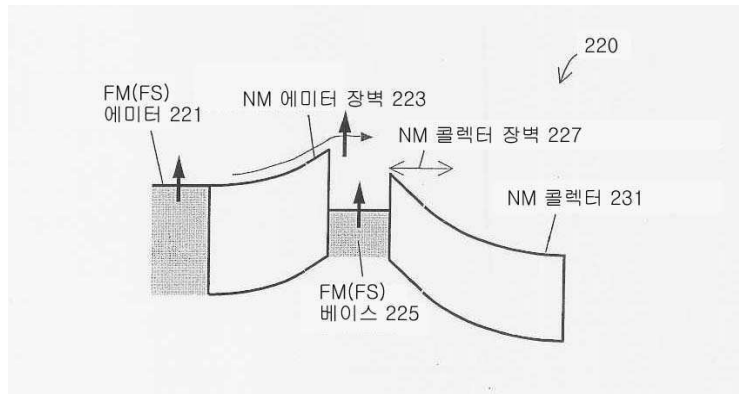 220
FM(FS)
에미터 221
NM 에미터 장벽 223
NM 콜렉터 장벽 227
NM 콜렉터 231
FM(FS)
베이스 225